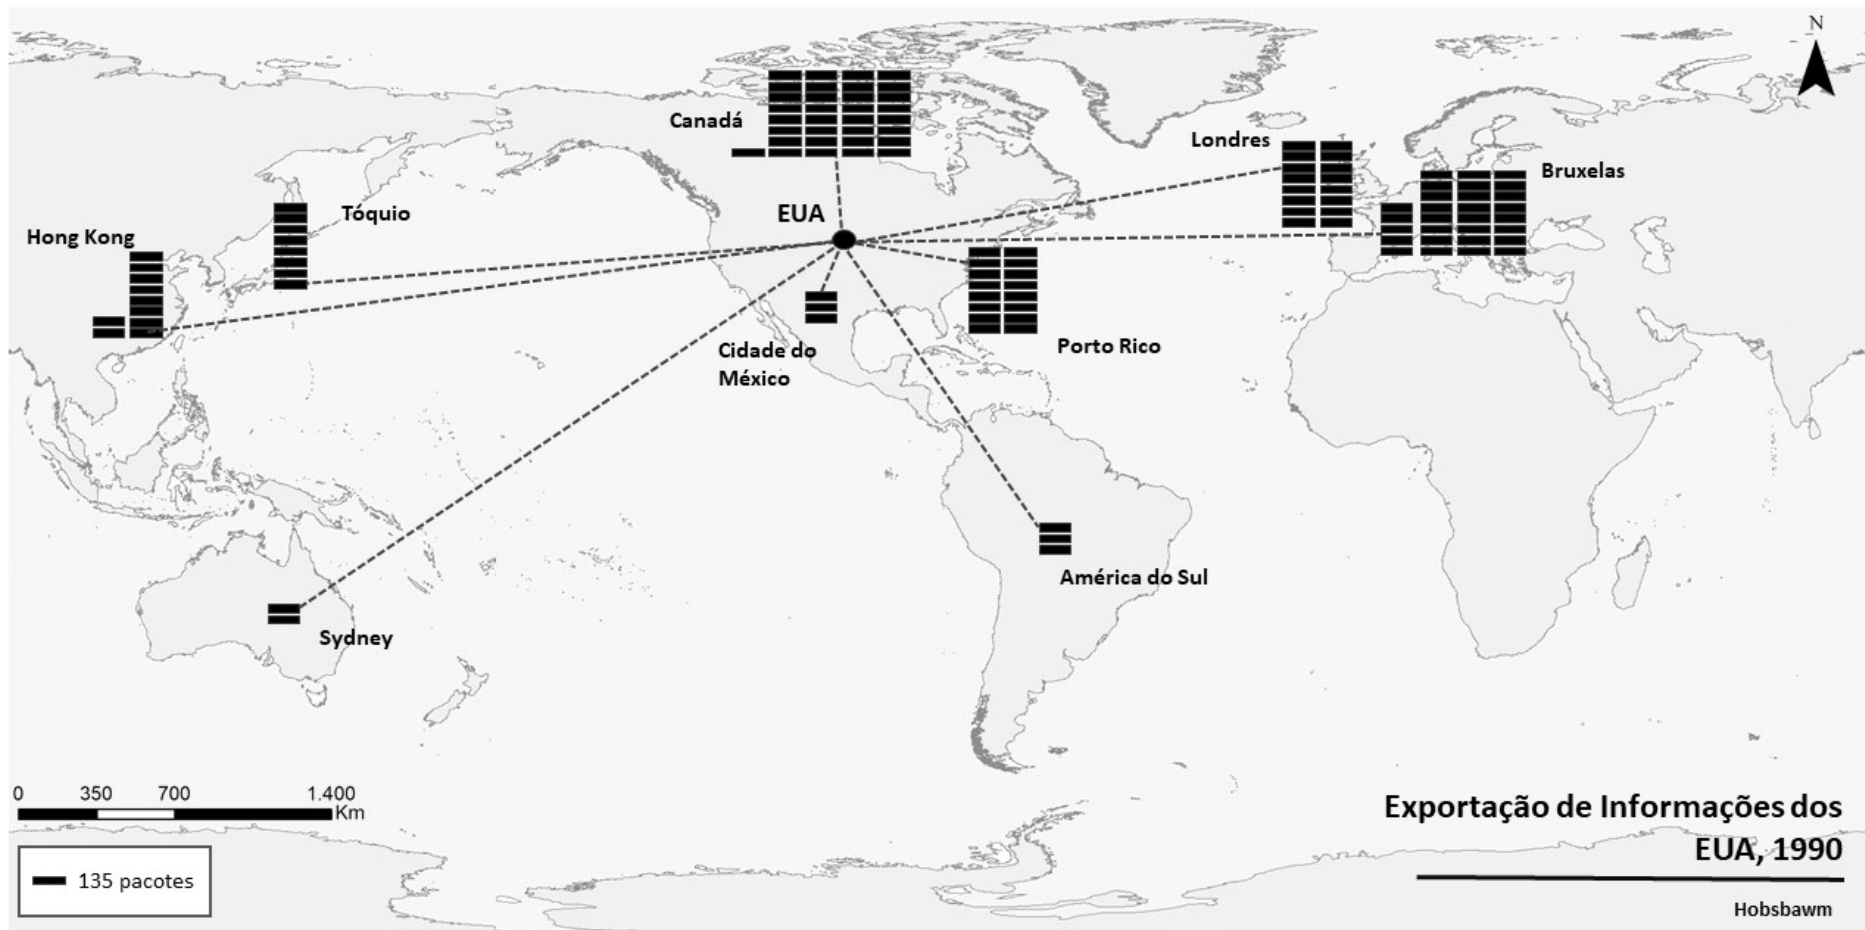 N
Canadá
Londres
Bruxelas
EUA
Tóquio
Hong Kong
Cidade do
México
Porto Rico
América do Sul
Sydney
0 350 700 1.400
Km
135 pacotes
Exportação de Informações dos
EUA, 1990
Hobsbawm